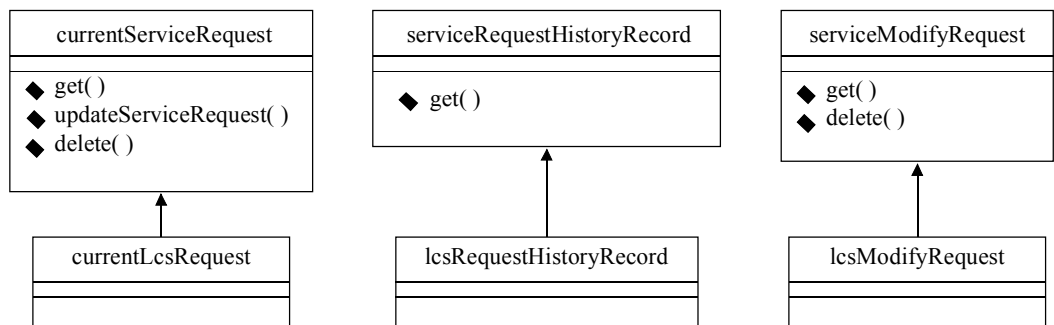 currentServiceRequest
get( )
updateServiceRequest( )
delete( )
serviceRequestHistoryRecord
get( )
serviceModifyRequest
get( )
delete( )
currentLcsRequest
lcsRequestHistoryRecord
lcsModifyRequest